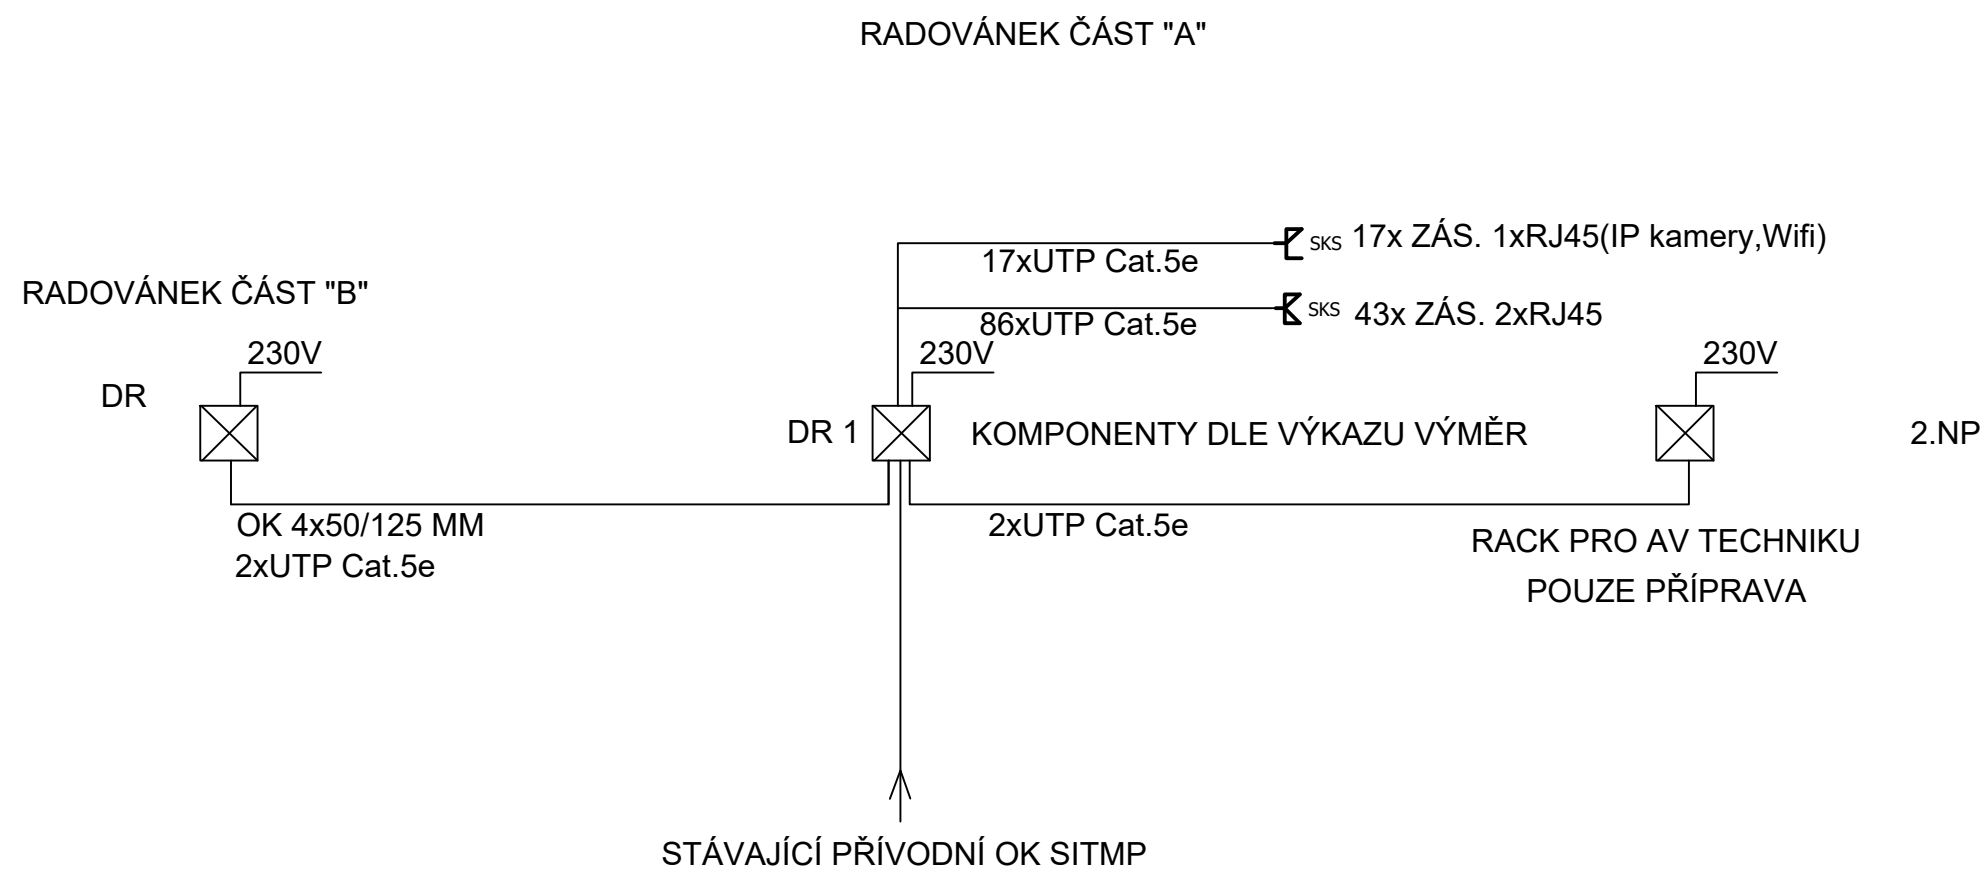 RADOVÁNEK ČÁST "A"
SKS 17x ZÁS. 1xRJ45(IP kamery,Wifi)
17xUTP Cat.5e
RADOVÁNEK ČÁST "B"
SKS 43x ZÁS. 2xRJ45
86xUTP Cat.5e
230V
230V
230V
DR
DR 1
KOMPONENTY DLE VÝKAZU VÝMĚR
2.NP
OK 4x50/125 MM
2xUTP Cat.5e
2xUTP Cat.5e
RACK PRO AV TECHNIKU
POUZE PŘÍPRAVA
STÁVAJÍCÍ PŘÍVODNÍ OK SITMP